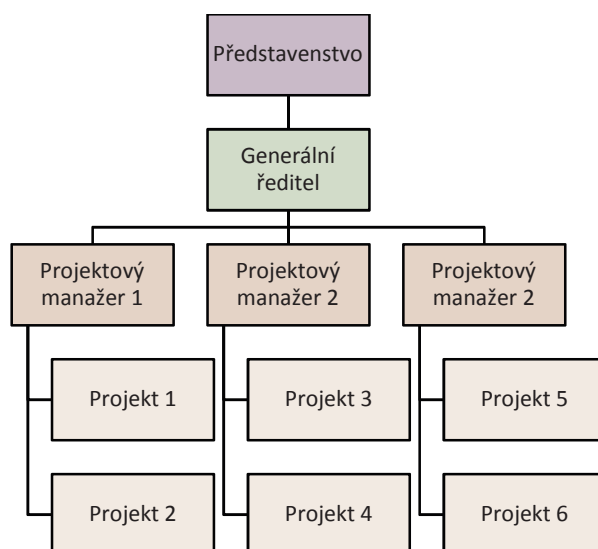 Představenstvo
Generální
ředitel
Projektový
manažer 1
Projektový
manažer 2
Projektový
manažer 2
Projekt 1
Projekt 3
Projekt 5
Projekt 2
Projekt 4
Projekt 6